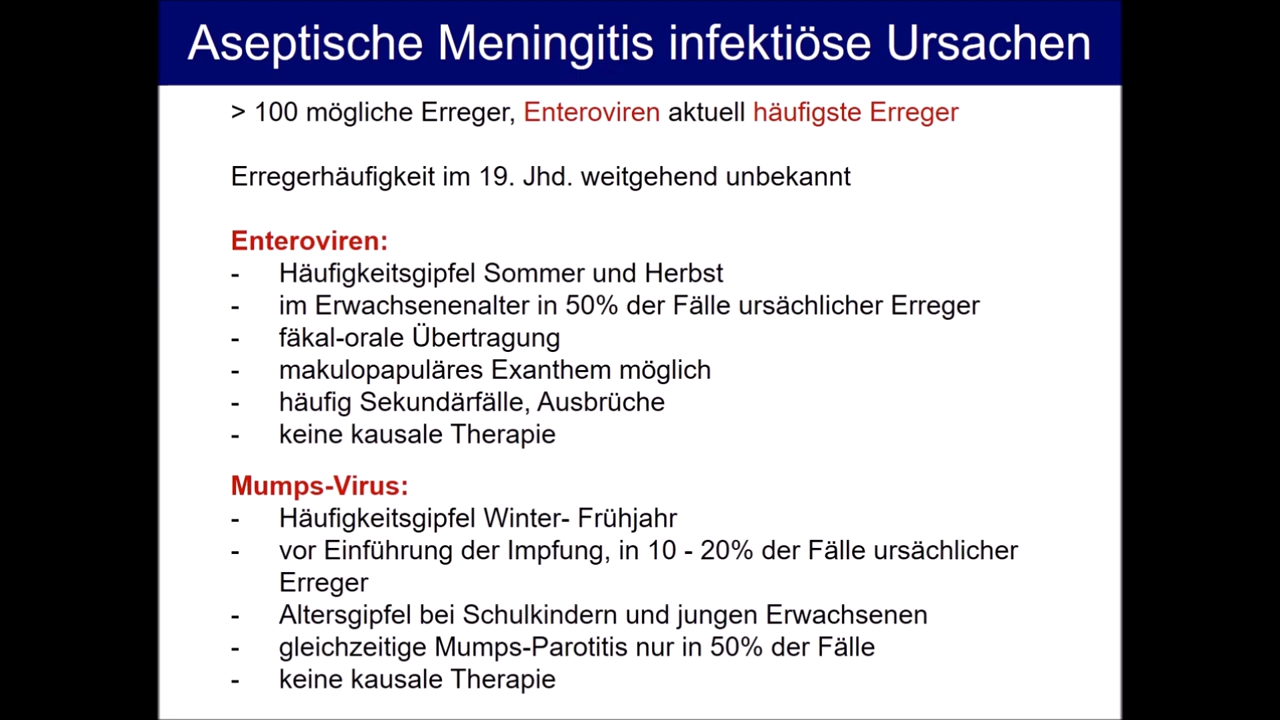 Aseptische Meningitis infektiöse Ursachen
> 100 mögliche Erreger, Enteroviren aktuell häufigste Erreger
Erregerhäufigkeit im 19. Jhd. weitgehend unbekannt
Enteroviren:
- Häufigkeitsgipfel Sommer und Herbst
- im Erwachsenenalter in 50% der Fälle ursächlicher Erreger
- fäkal-orale Übertragung
- makulopapuläres Exanthem möglich
- häufig Sekundärfälle, Ausbrüche
- keine kausale Therapie
Mumps-Virus:
- Häufigkeitsgipfel Winter- Frühjahr
- vor Einführung der Impfung, in 10 - 20% der Fälle ursächlicher
Erreger
- Altersgipfel bei Schulkindern und jungen Erwachsenen
- gleichzeitige Mumps-Parotitis nur in 50% der Fälle
- keine kausale Therapie